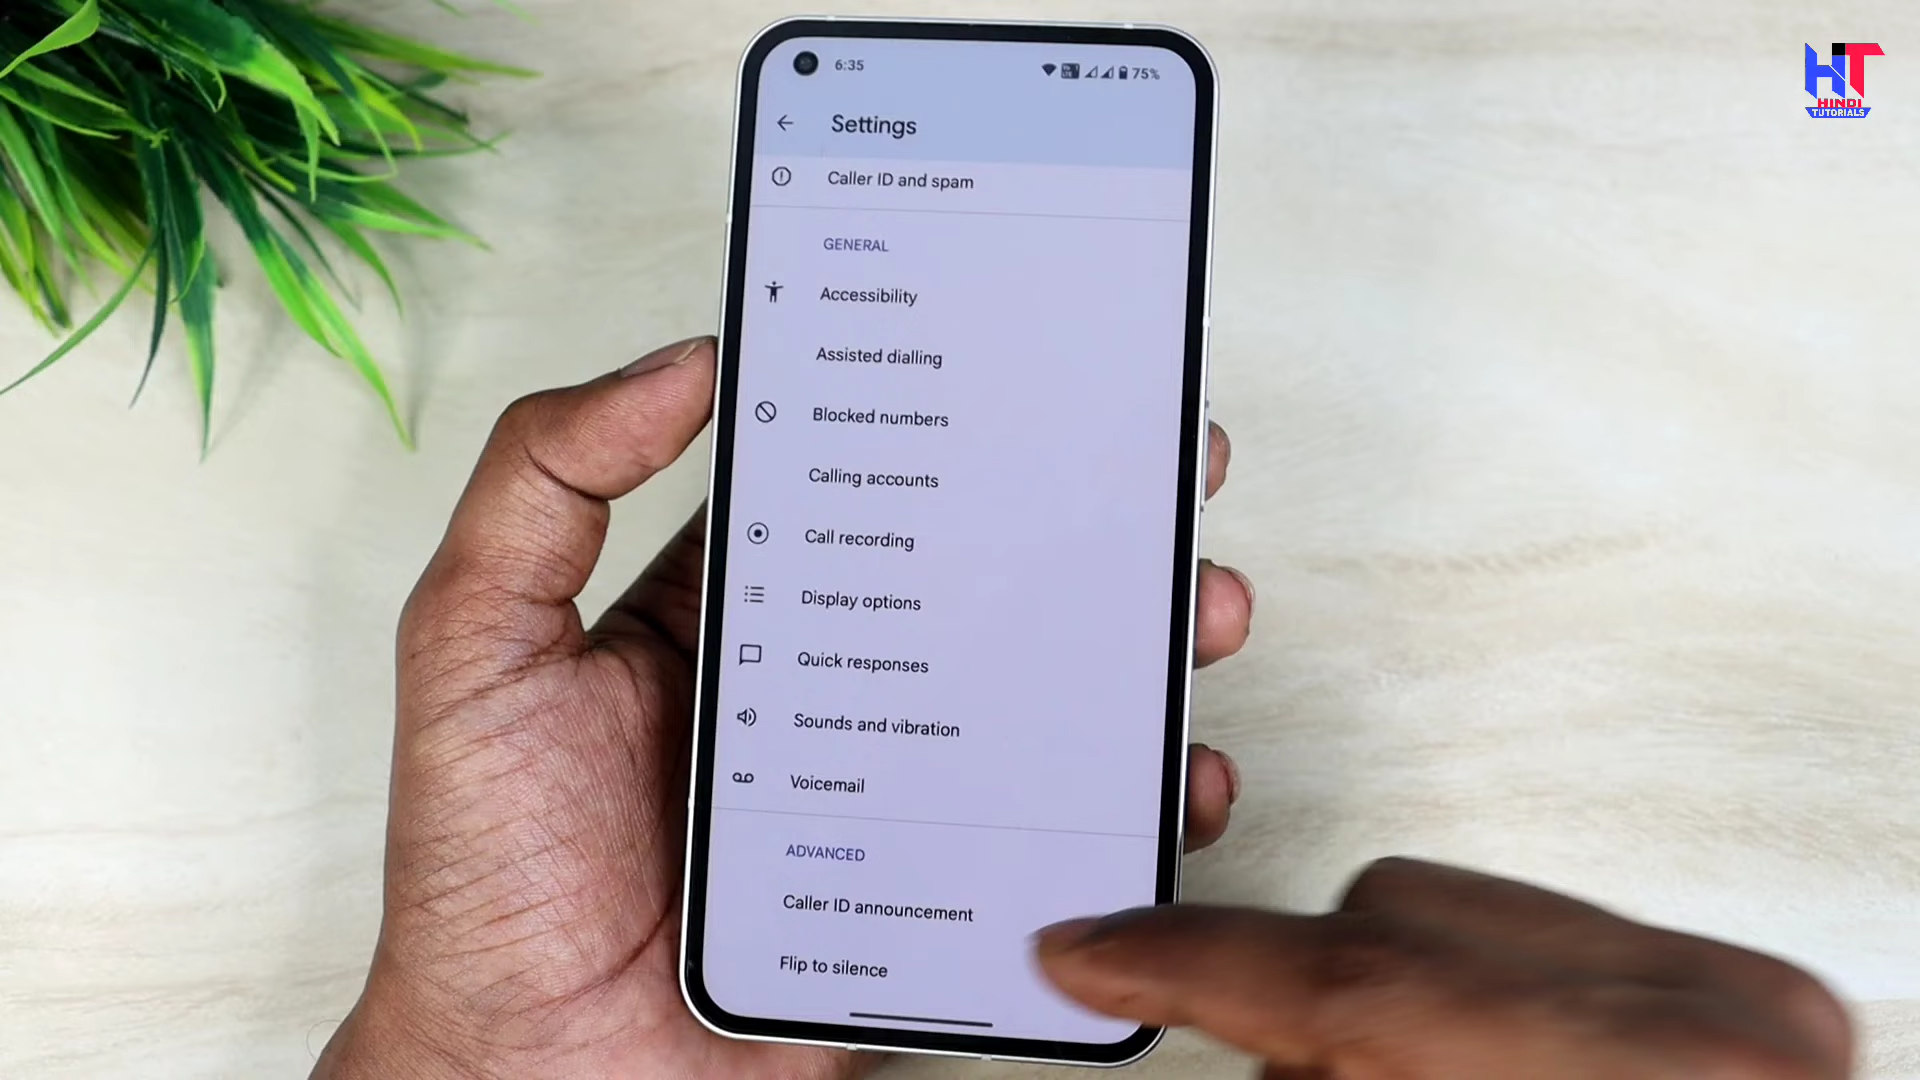 6:35
75%
Settings
Caller ID and spam
GENERAL
Accessibility
Assisted dialling
Blocked numbers
Calling accounts
Call recording
Display options
Quick responses
Sounds and vibration
Voicemail
ADVANCED
Caller ID announcement
Flip to silence
HT
HINDI
TUTORIALS